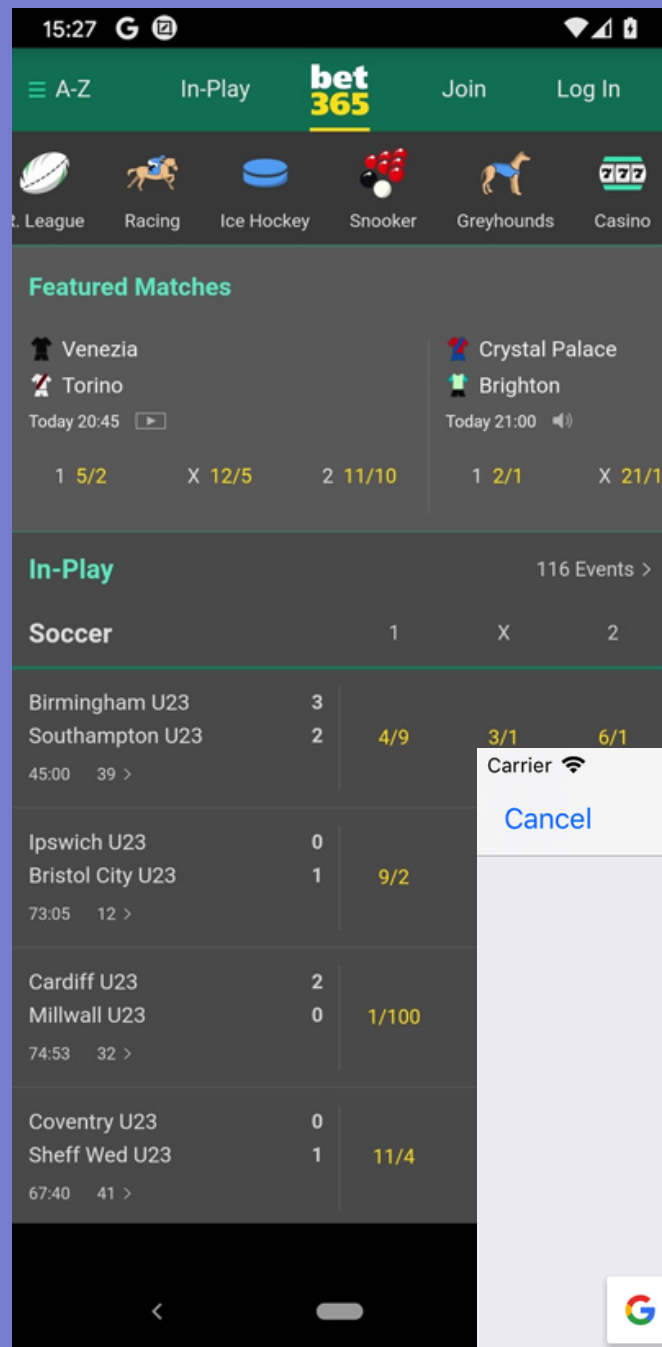 15:27 G
A-Z In-Play bet365 Join Log In
. League Racing Ice Hockey Snooker Greyhounds Casino
777
Featured Matches
Venezia
Torino
Today 20:45
1 5/2 X 12/5 2 11/10
Crystal Palace
Brighton
Today 21:00
1 2/1 X 21/1
In-Play 116 Events >
Soccer 1 X 2
Birmingham U23 3
Southampton U23 2 4/9 3/1 6/1
45:00 39 >
Ipswich U23 0
Bristol City U23 1 9/2
73:05 12 >
Cardiff U23 2
Millwall U23 0 1/100
74:53 32 >
Coventry U23 0
Sheff Wed U23 1 11/4
67:40 41 >
Carrier
Cancel
G